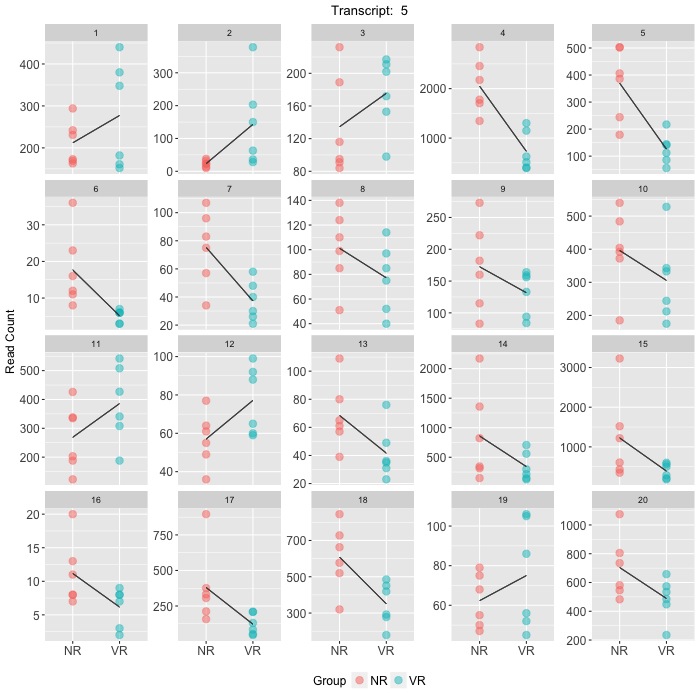 Transcript: 5
1 2 3 4 5
400 300 200
300 200 100 0
200 160 120 80
2000 1000
500 400 300 200 100
6 7 8 9 10
30 20 10
100 80 60 40 20
140 120 100 80 60 40
250 200 150 100
500 400 300 200
Read Count
11 12 13 14 15
500 400 300 200
100 80 60 40
100 80 60 40 20
2000 1500 1000 500
3000 2000 1000
16 17 18 19 20
20 15 10 5
750 500 250
700 500 300
100 80 60
1000 800 600 400 200
NR VR NR VR NR VR NR VR NR VR
Group NR VR